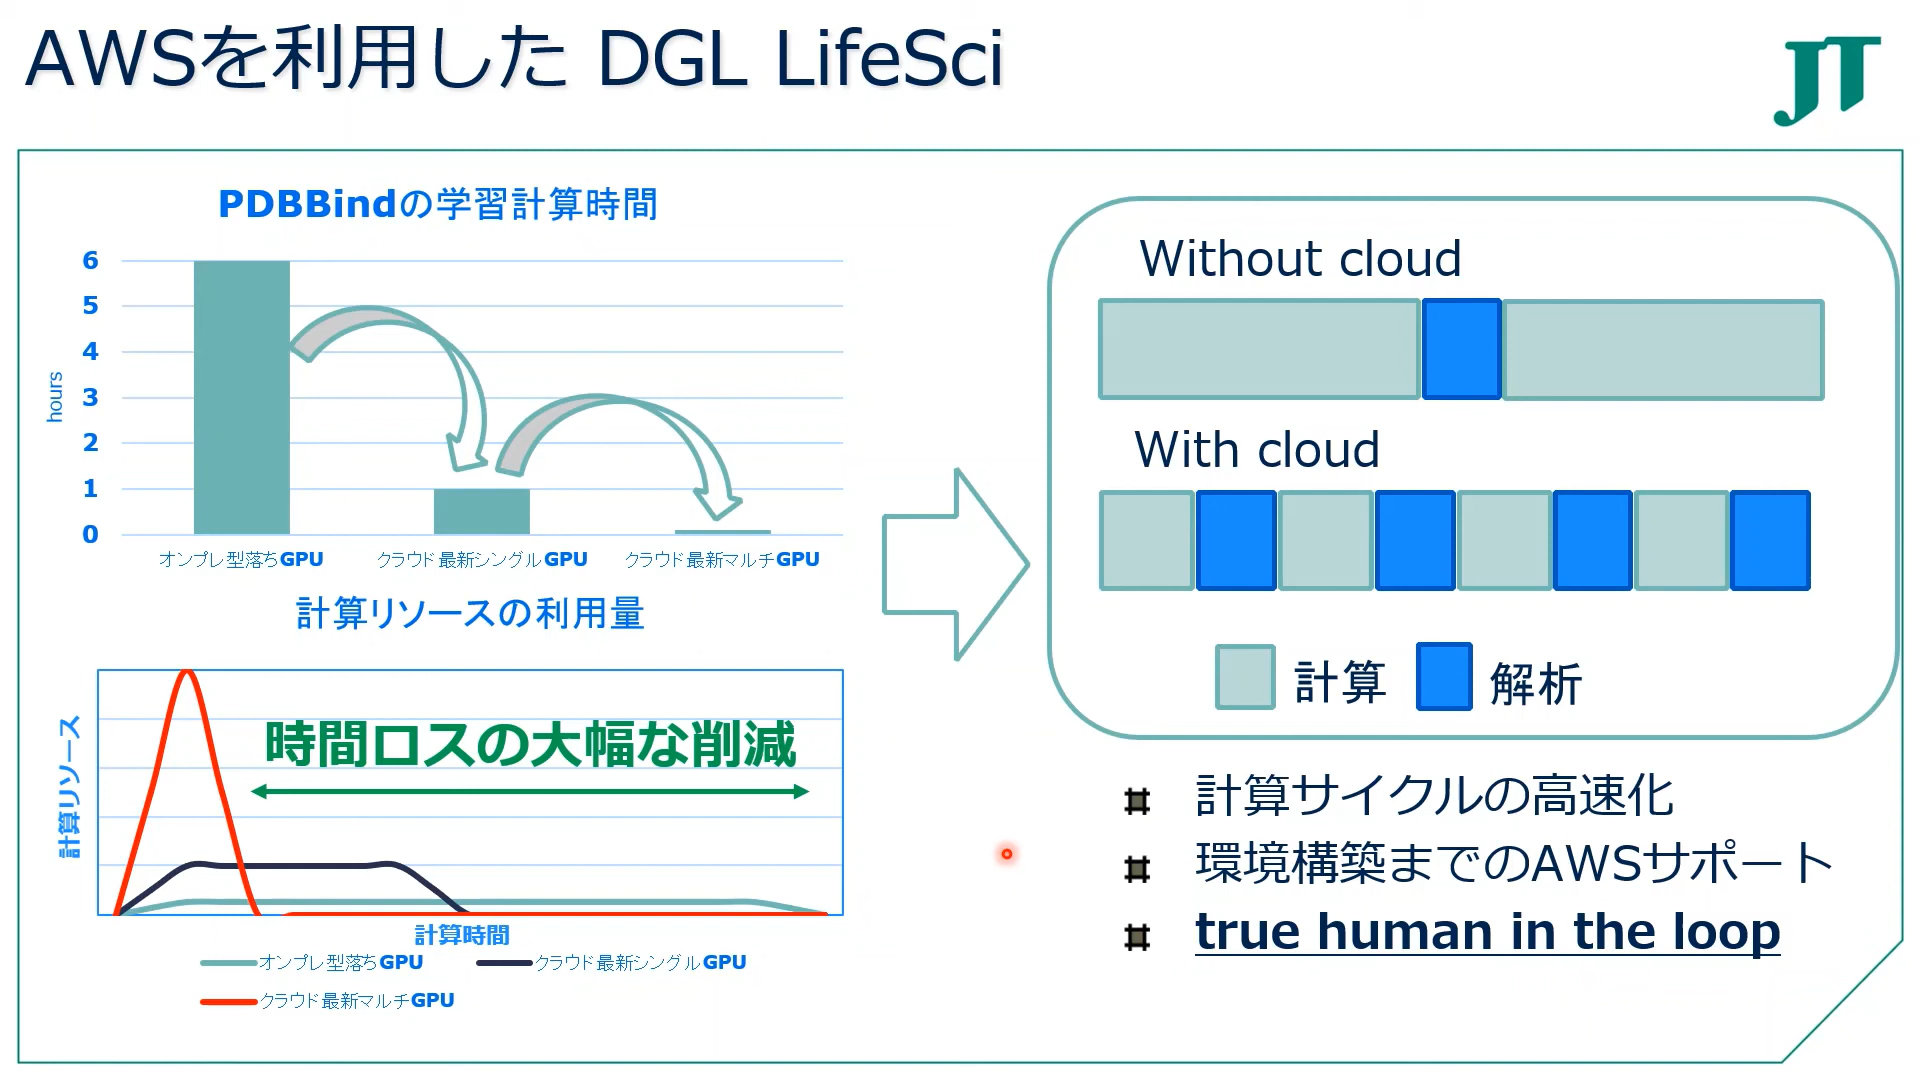 AWSを利用した DGL LifeSci
JT
PDBBindの学習計算時間
6
5
4
3
2
1
0
hours
オンプレ型落ちGPU
クラウド最新シングルGPU
クラウド最新マルチGPU
計算リソースの利用量
計算リソース
時間ロスの大幅な削減
計算時間
オンプレ型落ちGPU
クラウド最新シングルGPU
クラウド最新マルチGPU
Without cloud
With cloud
計算
解析
計算サイクルの高速化
環境構築までのAWSサポート
true human in the loop